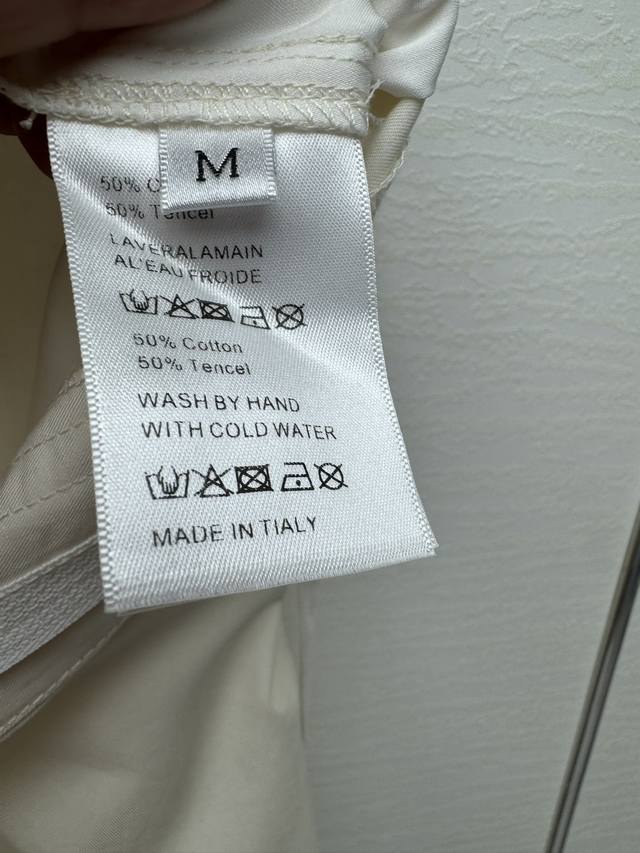 M
50%
50% Tencel
LAVERALAMAIN
AL'EAU FROIDE
50% Cotton
50% Tencel
WASH BY HAND
WITH COLD WATER
MADE IN TIALY